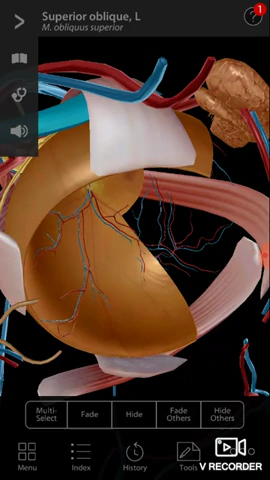 Superior oblique, L
M. obliquus superior
?
1
Multi-
Select
Fade
Hide
Fade
Others
Hide
Others
Menu
Index
History
Tools
V RECORDER